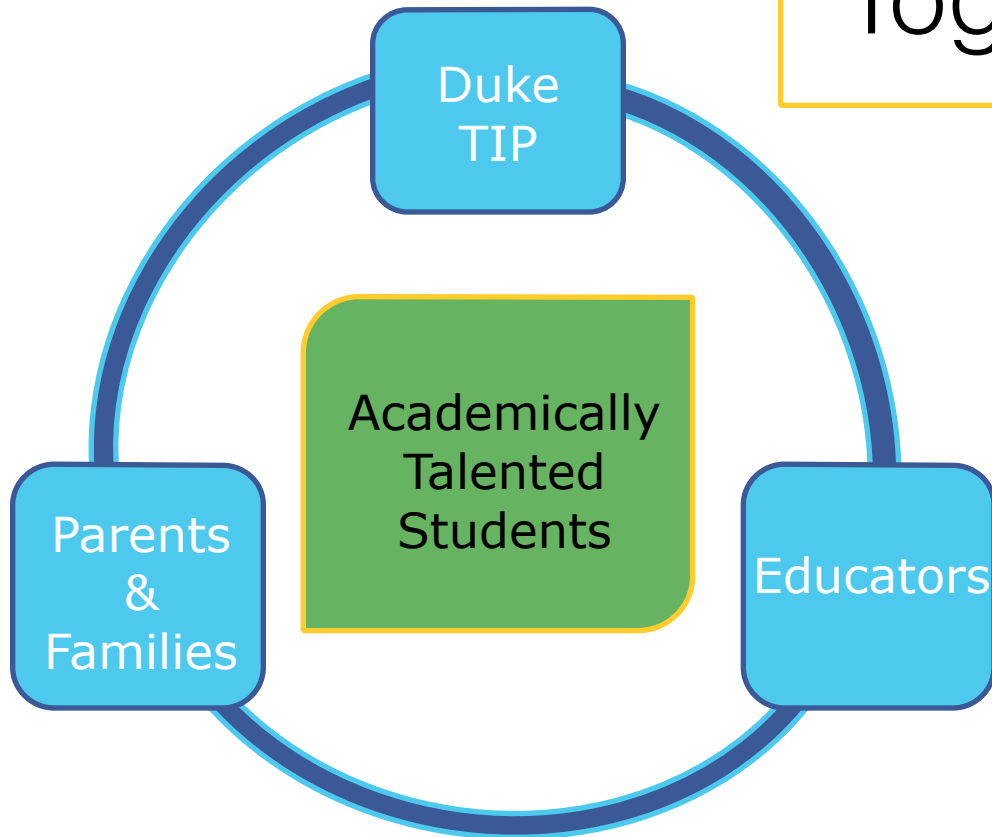 Duke
TIP
Academically
Talented
Students
Parents
&
Families
Educators